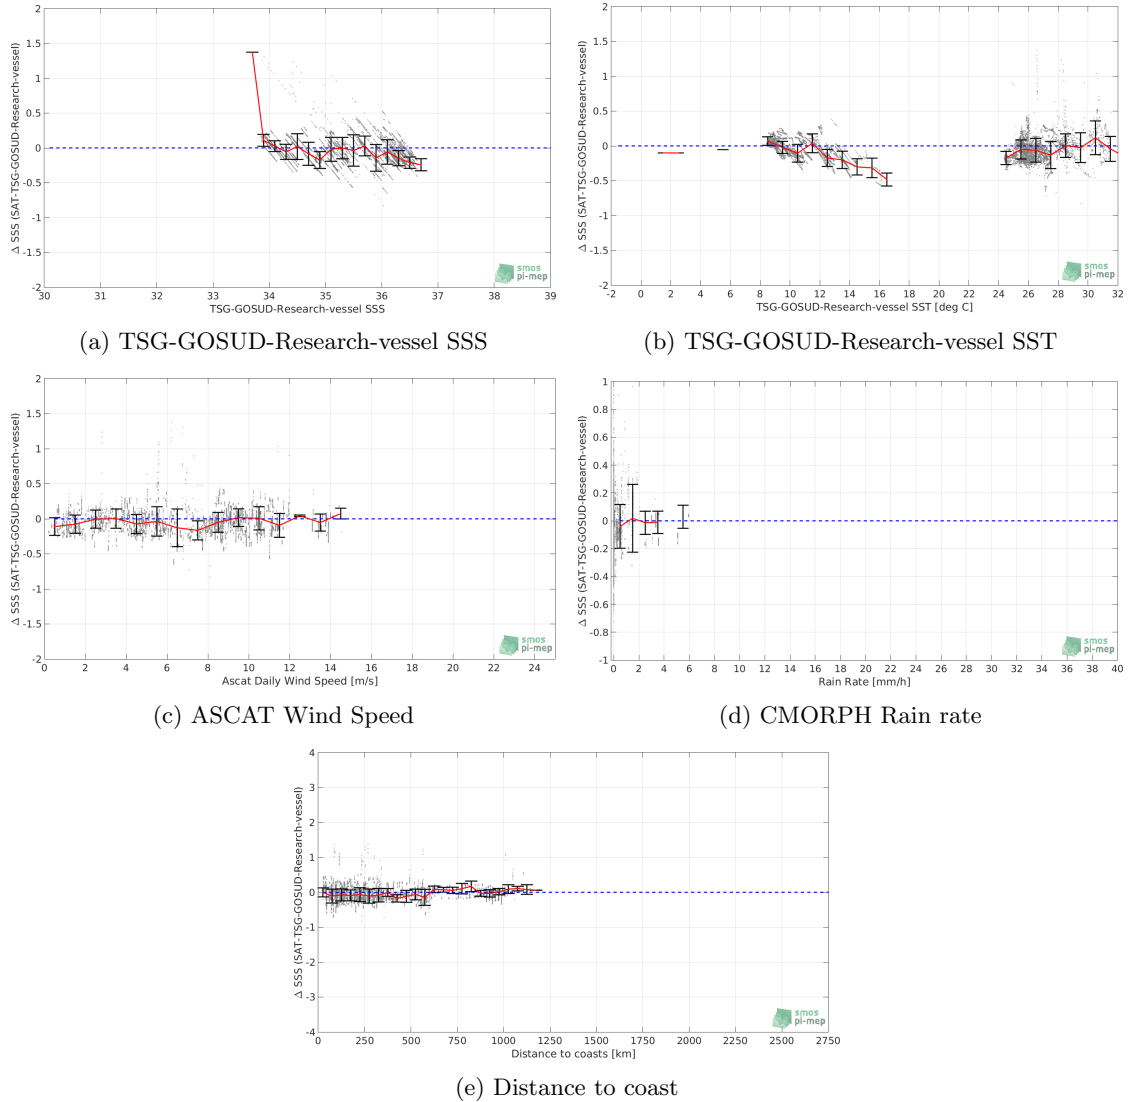 2
1.5
1
0.5
0
-0.5
-1
-1.5
-2
Δ SSS (SAT-TSG-GOSUD-Research-vessel)
30 31 32 33 34 35 36 37 38 39
TSG-GOSUD-Research-vessel SSS
smos
pi-mep
(a) TSG-GOSUD-Research-vessel SSS
2
1.5
1
0.5
0
-0.5
-1
-1.5
-2
Δ SSS (SAT-TSG-GOSUD-Research-vessel)
-2 0 2 4 6 8 10 12 14 16 18 20 22 24 26 28 30 32
TSG-GOSUD-Research-vessel SST [deg C]
smos
pi-mep
(b) TSG-GOSUD-Research-vessel SST
2
1.5
1
0.5
0
-0.5
-1
-1.5
-2
Δ SSS (SAT-TSG-GOSUD-Research-vessel)
0 2 4 6 8 10 12 14 16 18 20 22 24
Ascat Daily Wind Speed [m/s]
smos
pi-mep
(c) ASCAT Wind Speed
1
0.8
0.6
0.4
0.2
0
-0.2
-0.4
-0.6
-0.8
-1
Δ SSS (SAT-TSG-GOSUD-Research-vessel)
0 2 4 6 8 10 12 14 16 18 20 22 24 26 28 30 32 34 36 38 40
Rain Rate [mm/h]
smos
pi-mep
(d) CMORPH Rain rate
4
3
2
1
0
-1
-2
-3
-4
Δ SSS (SAT-TSG-GOSUD-Research-vessel)
0 250 500 750 1000 1250 1500 1750 2000 2250 2500 2750
Distance to coasts [km]
smos
pi-mep
(e) Distance to coast